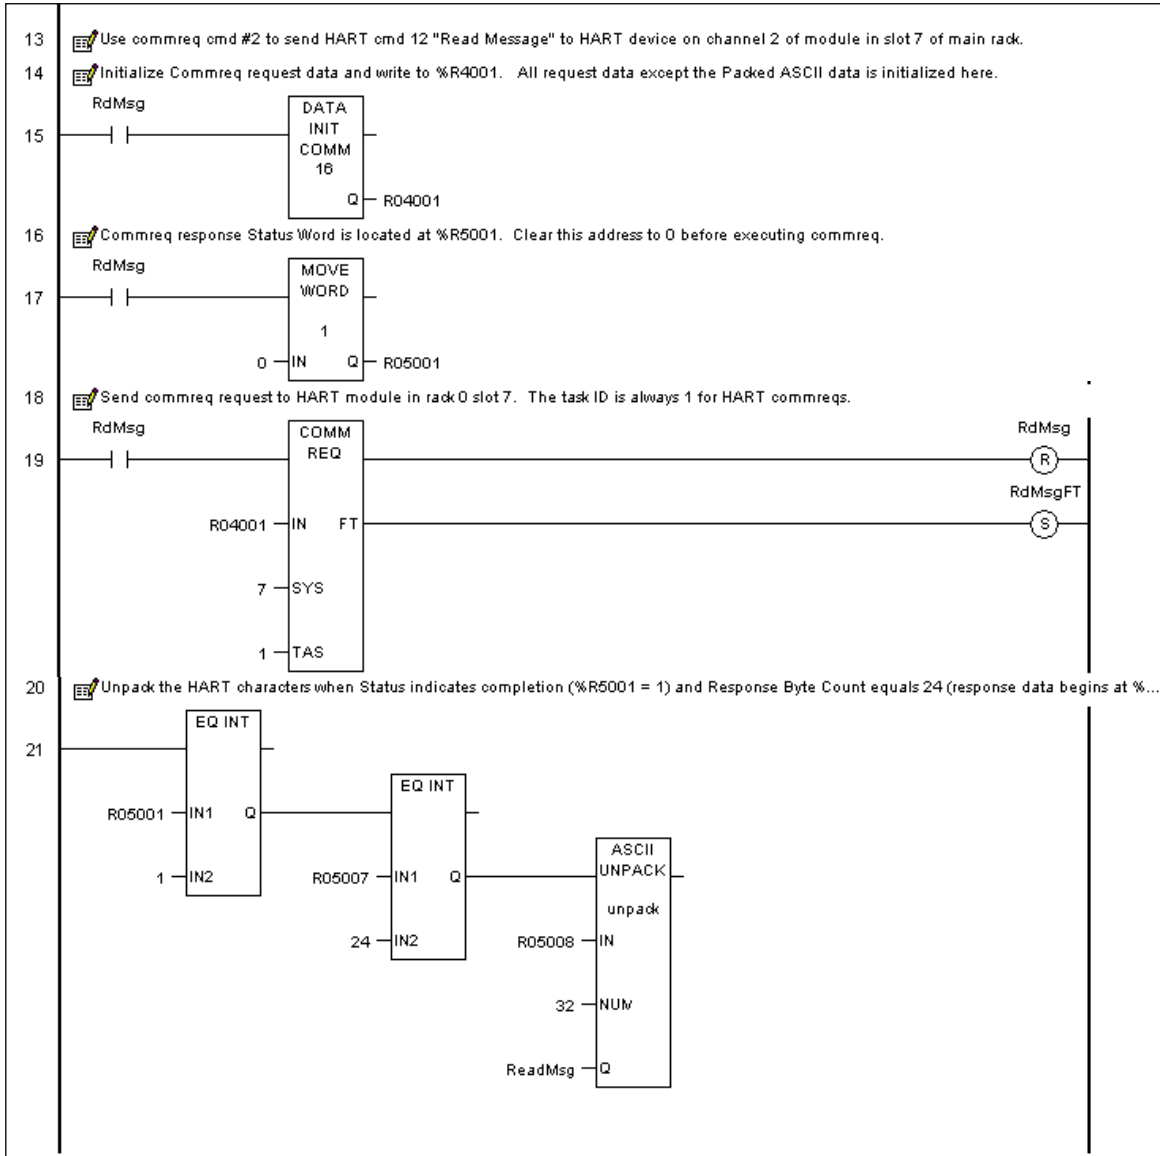 13 Use commreq cmd #2 to send HART cmd 12 "Read Message" to HART device on channel 2 of module in slot 7 of main rack.
14 Initialize Commreq request data and write to %R4001. All request data except the Packed ASCII data is initialized here.
RdMsg
DATA
15
INIT
COMM
16
Q R04001
16 Commreq response Status Word is located at %R5001. Clear this address to 0 before executing commreq.
RdMsg
MOVE
17
WORD
1
0 IN Q R05001
18 Send commreq request to HART module in rack 0 slot 7. The task ID is always 1 for HART commreqs.
RdMsg
COMM
RdMsg
19
REQ
R
RdMsgFT
R04001 IN FT
S
7 SYS
1 TAS
20 Unpack the HART characters when Status indicates completion (%R5001 = 1) and Response Byte Count equals 24 (response data begins at %...
EQ INT
21
EQ INT
R05001 IN1 Q
ASCII
UNPACK
1 IN2
R05007 IN1 Q
unpack
24 IN2
R05008 IN
32 NUM
ReadMsg Q